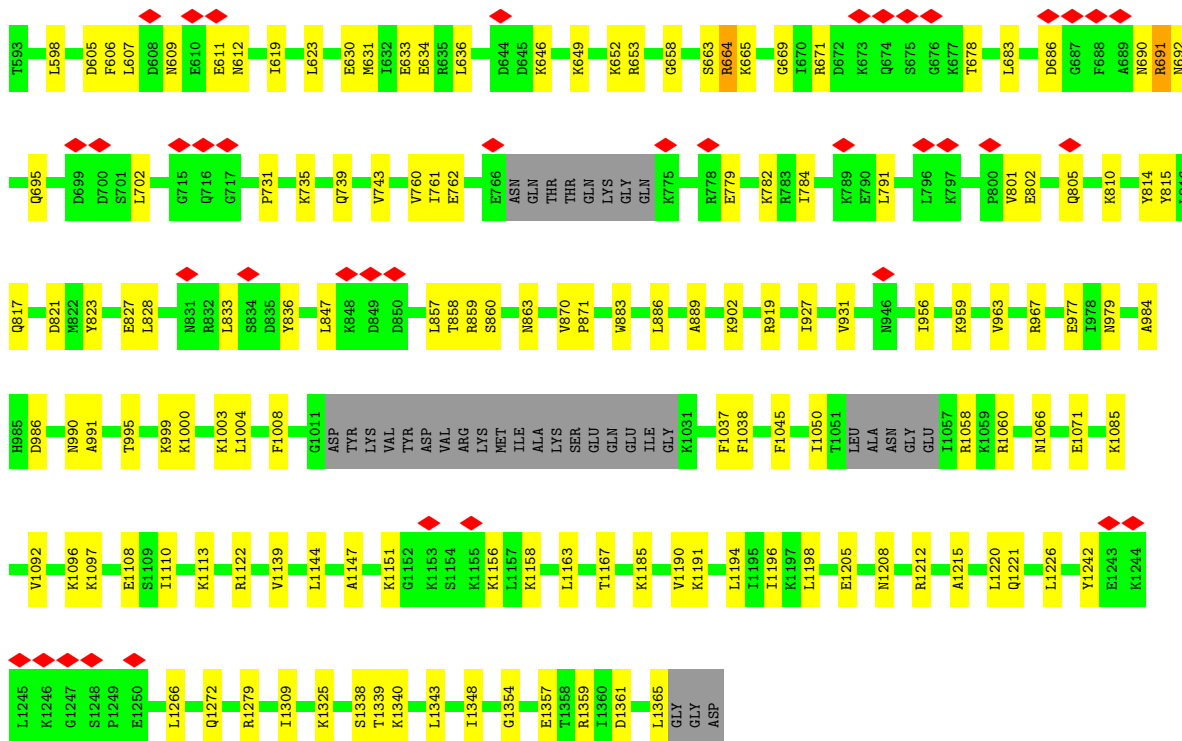 T593 L598 D605 F606 L607 D608 N609 E610 E611 N612 I619 L623 E630 M631 I632 E633 E634 R635 L636 D644 D645 K646 K649 K652 R653 G658 S663 R664 K665 G669 I670 R671 D672 K673 Q674 S675 G676 K677 T678 L683 D686 G687 F688 A689 N690 R691 N692
Q695 D699 D700 S701 L702 G715 Q716 G717 P731 K735 Q739 V743 V760 I761 E762 E766 ASN GLN THR THR GLN LYS GLY GLN K775 R778 E779 K782 R783 I784 K789 E790 L791 L796 K797 P800 V801 E802 Q805 K810 Y814 Y815
Q817 D821 M822 Y823 E827 L828 N831 R832 L833 S834 D835 Y836 L847 K848 D849 D850 L857 T858 R859 S860 N863 V870 P871 W883 L886 A889 K902 R919 I927 V931 N946 I956 K959 V963 R967 E977 I978 N979 A984
H985 D986 N990 A991 T995 K999 K1000 K1003 L1004 F1008 G1011 ASP TYR LYS VAL TYR ASP VAL ARG LYS MET ILE ALA LYS SER GLU GLN GLU ILE GLY K1031 F1037 F1038 F1045 I1050 T1051 LEU ALA ASN GLY GLU I1057 R1058 K1059 R1060 N1066 E1071 K1085
V1092 K1096 K1097 E1108 S1109 I1110 K1113 R1122 V1139 L1144 A1147 K1151 G1152 K1153 S1154 K1155 K1156 L1157 K1158 L1163 T1167 K1185 V1190 K1191 L1194 I1195 I1196 K1197 L1198 E1205 N1208 R1212 A1215 L1220 Q1221 L1226 Y1242 E1243 K1244
L1245 K1246 G1247 S1248 P1249 E1250 L1266 Q1272 R1279 I1309 K1325 S1338 T1339 K1340 L1343 I1348 G1354 E1357 T1358 R1359 I1360 D1361 L1365 GLY GLY ASP